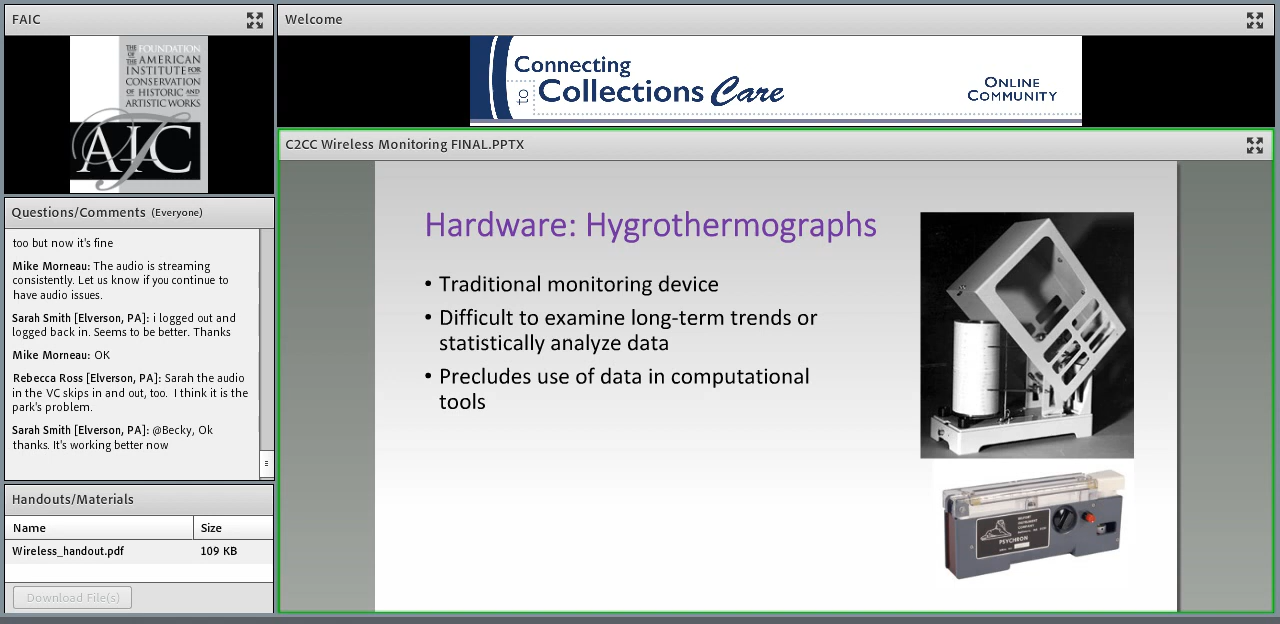 FAIC
THE FOUNDATION
OF THE AMERICAN
INSTITUTE FOR
CONSERVATION
OF HISTORIC AND
ARTISTIC WORKS
AIC
Welcome
Connecting
to Collections Care
ONLINE
COMMUNITY
Questions/Comments (Everyone)
too but now it's fine
Mike Morneau: The audio is streaming
consistently. Let us know if you continue to
have audio issues.
Sarah Smith [Elverson, PA]: i logged out and
logged back in. Seems to be better. Thanks
Mike Morneau: OK
Rebecca Ross [Elverson, PA]: Sarah the audio
in the VC skips in and out, too. I think it is the
park's problem.
Sarah Smith [Elverson, PA]: @Becky, Ok
thanks. It's working better now
Handouts/Materials
Name Size
Wireless_handout.pdf 109 KB
Download File(s)
C2CC Wireless Monitoring FINAL.PPTX
Hardware: Hygrothermographs
• Traditional monitoring device
• Difficult to examine long-term trends or
statistically analyze data
• Precludes use of data in computational
tools
PSYCHRON